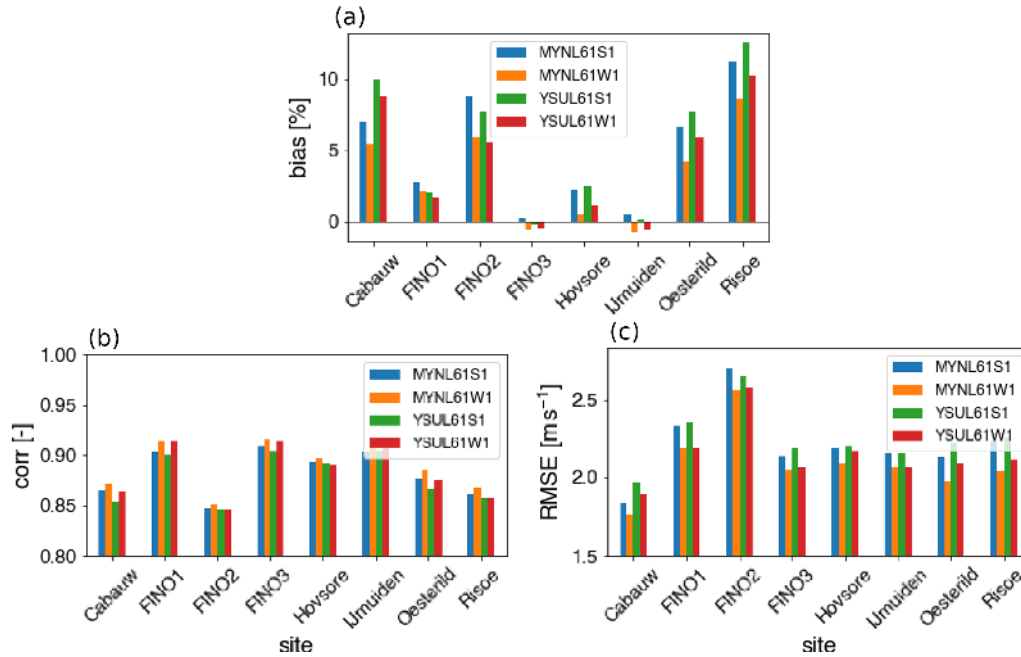 (a)
bias [%]
10
5
0
MYNL61S1
MYNL61W1
YSUL61S1
YSUL61W1
Cabauw
FINO1
FINO2
FINO3
Hovsore
IJmuiden
Oesterild
Risoe
(b)
corr [-]
1.00
0.95
0.90
0.85
0.80
MYNL61S1
MYNL61W1
YSUL61S1
YSUL61W1
Cabauw
FINO1
FINO2
FINO3
Hovsore
IJmuiden
Oesterild
Risoe
site
(c)
RMSE [m s⁻¹]
2.5
2.0
1.5
MYNL61S1
MYNL61W1
YSUL61S1
YSUL61W1
Cabauw
FINO1
FINO2
FINO3
Hovsore
IJmuiden
Oesterild
Risoe
site